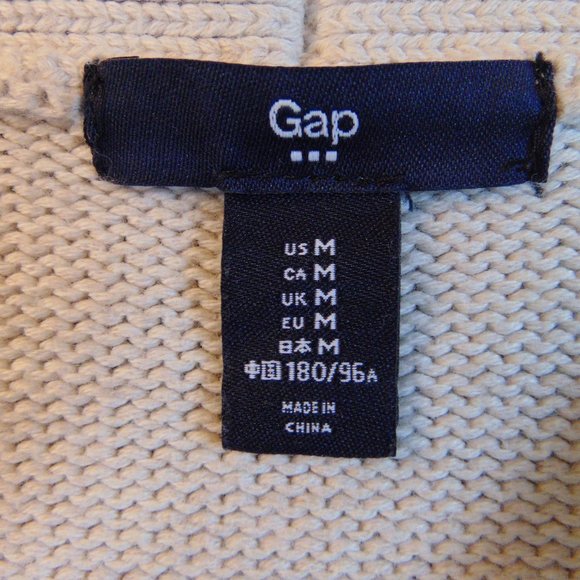 Gap
US M
CA M
UK M
EU M
日本 M
中国 180/96A
MADE IN
CHINA